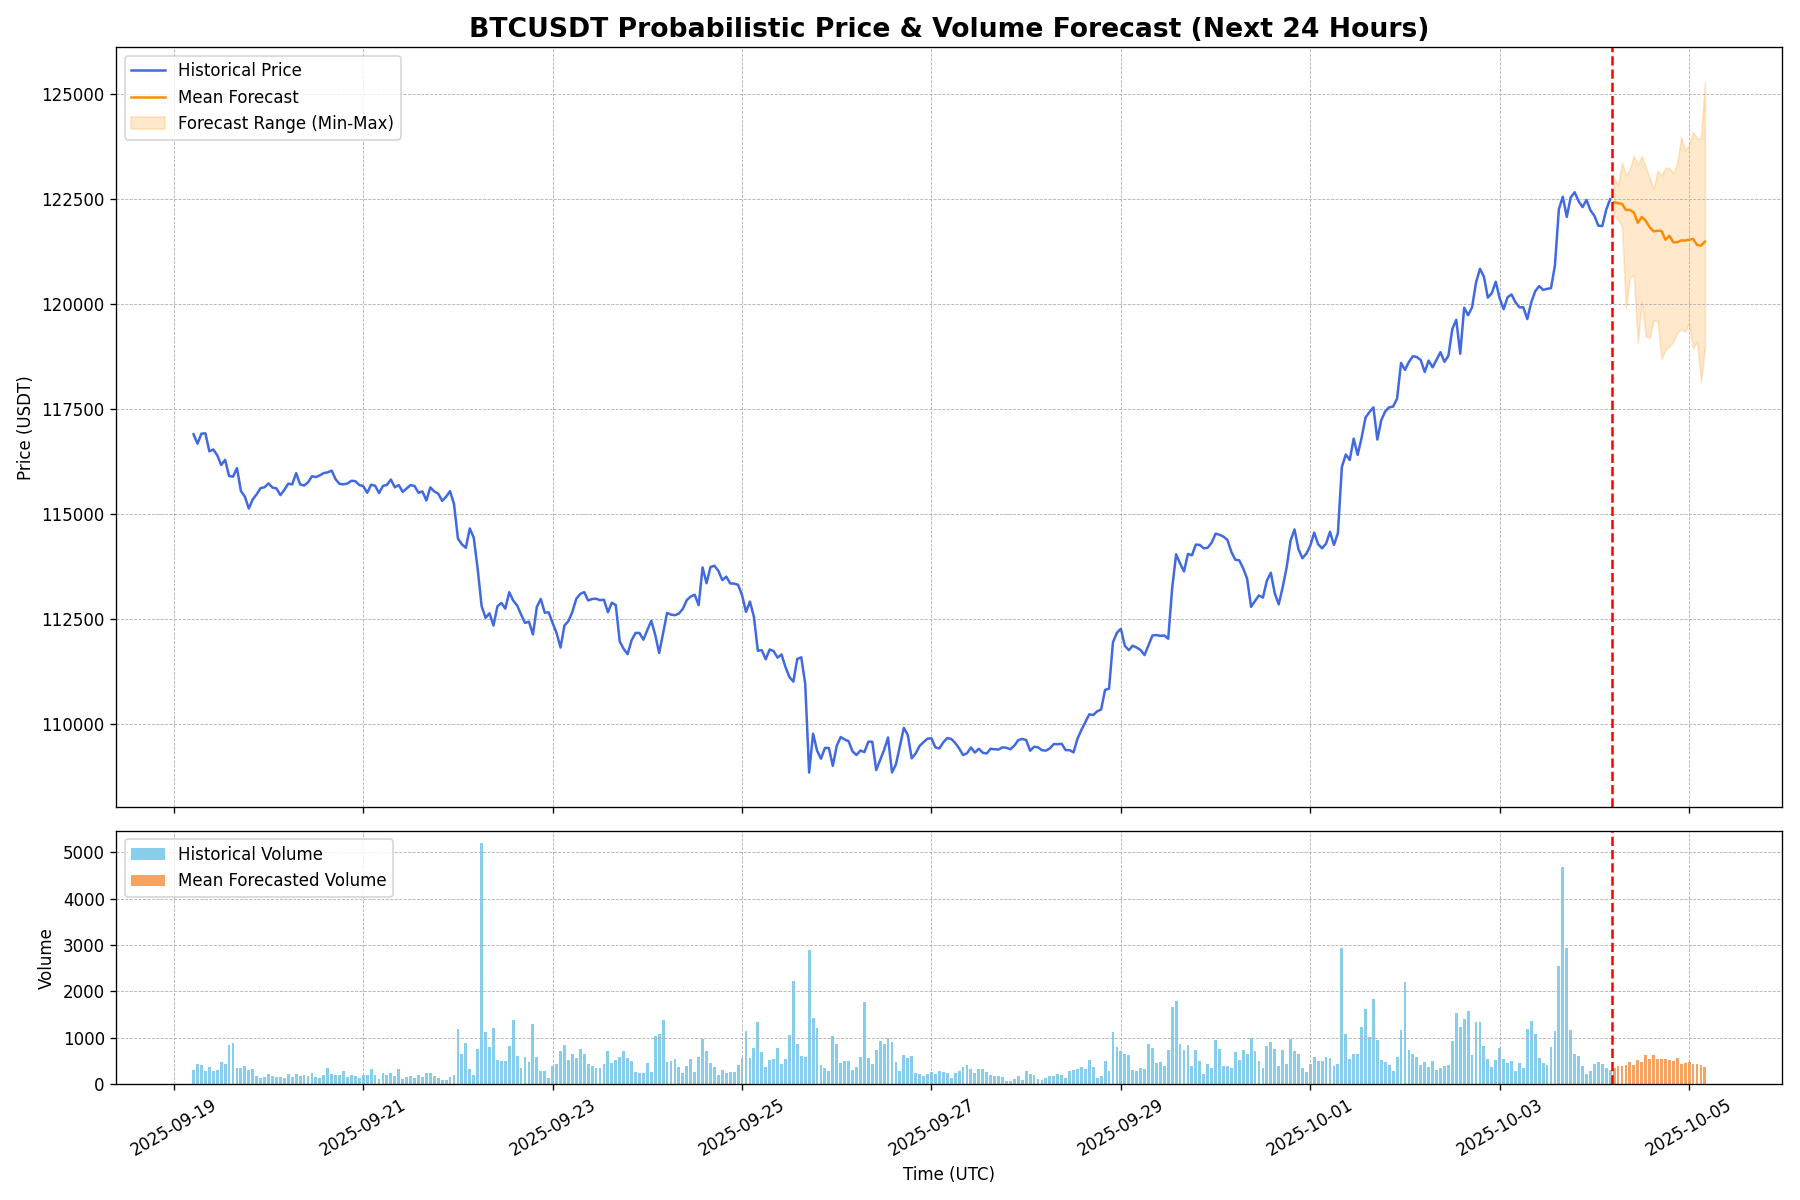 BTCUSDT Probabilistic Price & Volume Forecast (Next 24 Hours)
Historical Price
Mean Forecast
Forecast Range (Min-Max)
125000
122500
120000
117500
115000
112500
110000
Price (USDT)
Historical Volume
Mean Forecasted Volume
5000
4000
3000
2000
1000
0
Volume
2025-09-19
2025-09-21
2025-09-23
2025-09-25
2025-09-27
2025-09-29
2025-10-01
2025-10-03
2025-10-05
Time (UTC)